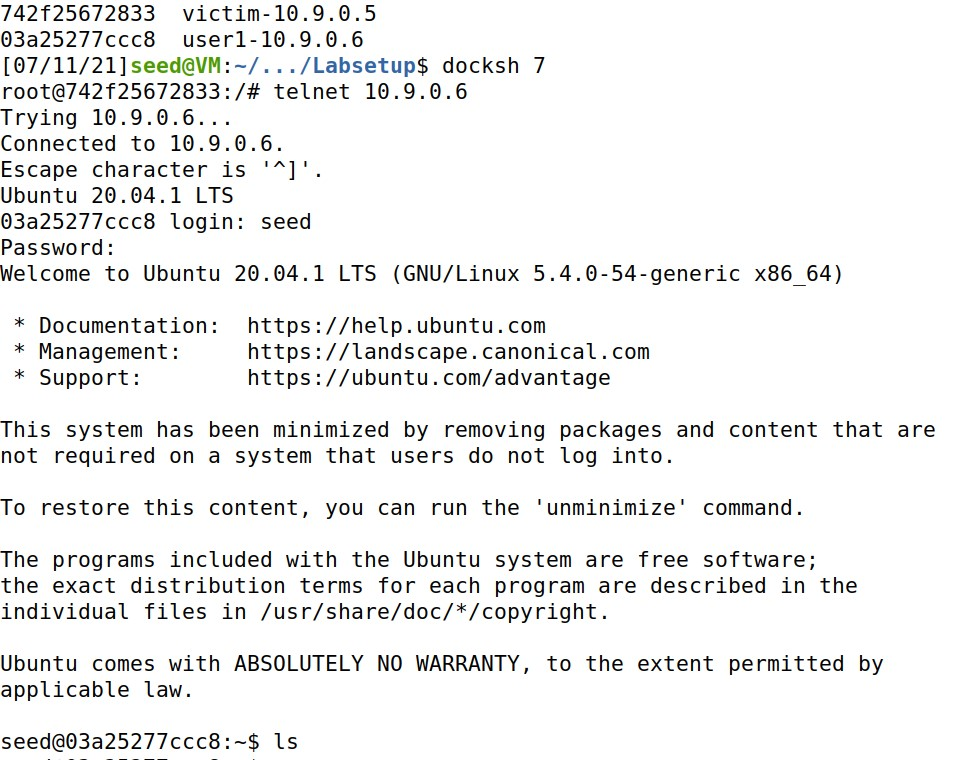 742f25672833  victim-10.9.0.5
03a25277ccc8  user1-10.9.0.6
[07/11/21]seed@VM:~/.../Labsetup$ docksh 7
root@742f25672833:/# telnet 10.9.0.6
Trying 10.9.0.6...
Connected to 10.9.0.6.
Escape character is '^]'.
Ubuntu 20.04.1 LTS
03a25277ccc8 login: seed
Password:
Welcome to Ubuntu 20.04.1 LTS (GNU/Linux 5.4.0-54-generic x86_64)

 * Documentation:  https://help.ubuntu.com
 * Management:     https://landscape.canonical.com
 * Support:        https://ubuntu.com/advantage

This system has been minimized by removing packages and content that are
not required on a system that users do not log into.

To restore this content, you can run the 'unminimize' command.

The programs included with the Ubuntu system are free software;
the exact distribution terms for each program are described in the
individual files in /usr/share/doc/*/copyright.

Ubuntu comes with ABSOLUTELY NO WARRANTY, to the extent permitted by
applicable law.

seed@03a25277ccc8:~$ ls